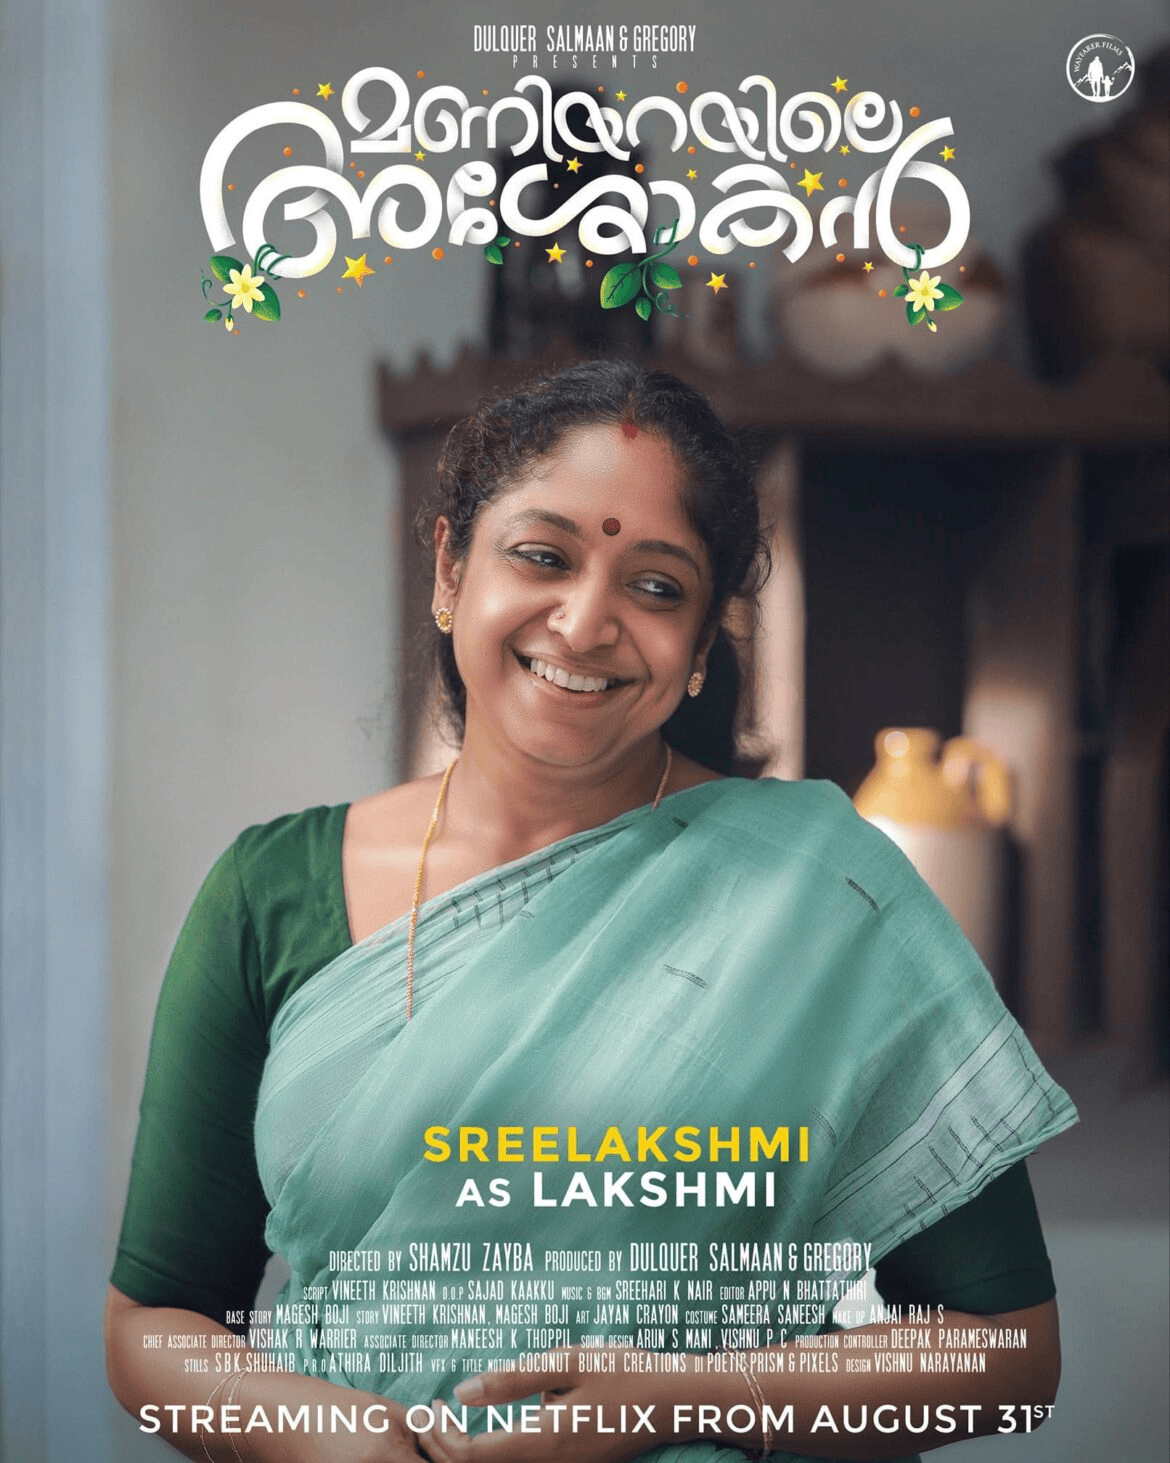 DULQUER SALMAAN & GREGORY
PRESENTS
WAYFARER FILMS
മണിയറയിലെ
അശോകൻ
SREELAKSHMI
AS LAKSHMI
DIRECTED BY SHAMZU ZAYBA PRODUCED BY DULQUER SALMAAN & GREGORY
SCRIPT VINEETH KRISHNAN D.O.P SAJAD KAAKKU MUSIC & BGM SREEHARI K NAIR EDITOR APPU N BHATTATHIRI
BASE STORY MAGESH BOJI STORY VINEETH KRISHNAN, MAGESH BOJI ART JAYAN CRAYON COSTUME SAMEERA SANEESH MAKE UP ANJAI RAJ S
CHIEF ASSOCIATE DIRECTOR VISHAK R WARRIER ASSOCIATE DIRECTOR MANEESH K THOPPIL SOUND DESIGN ARUN S MANI, VISHNU P C PRODUCTION CONTROLLER DEEPAK PARAMESWARAN
STILLS S B K SHUHAIB P R O ATHIRA DILJITH VFX & TITLE MOTION COCONUT BUNCH CREATIONS DI POETIC PRISM & PIXELS DESIGN VISHNU NARAYANAN
STREAMING ON NETFLIX FROM AUGUST 31ST